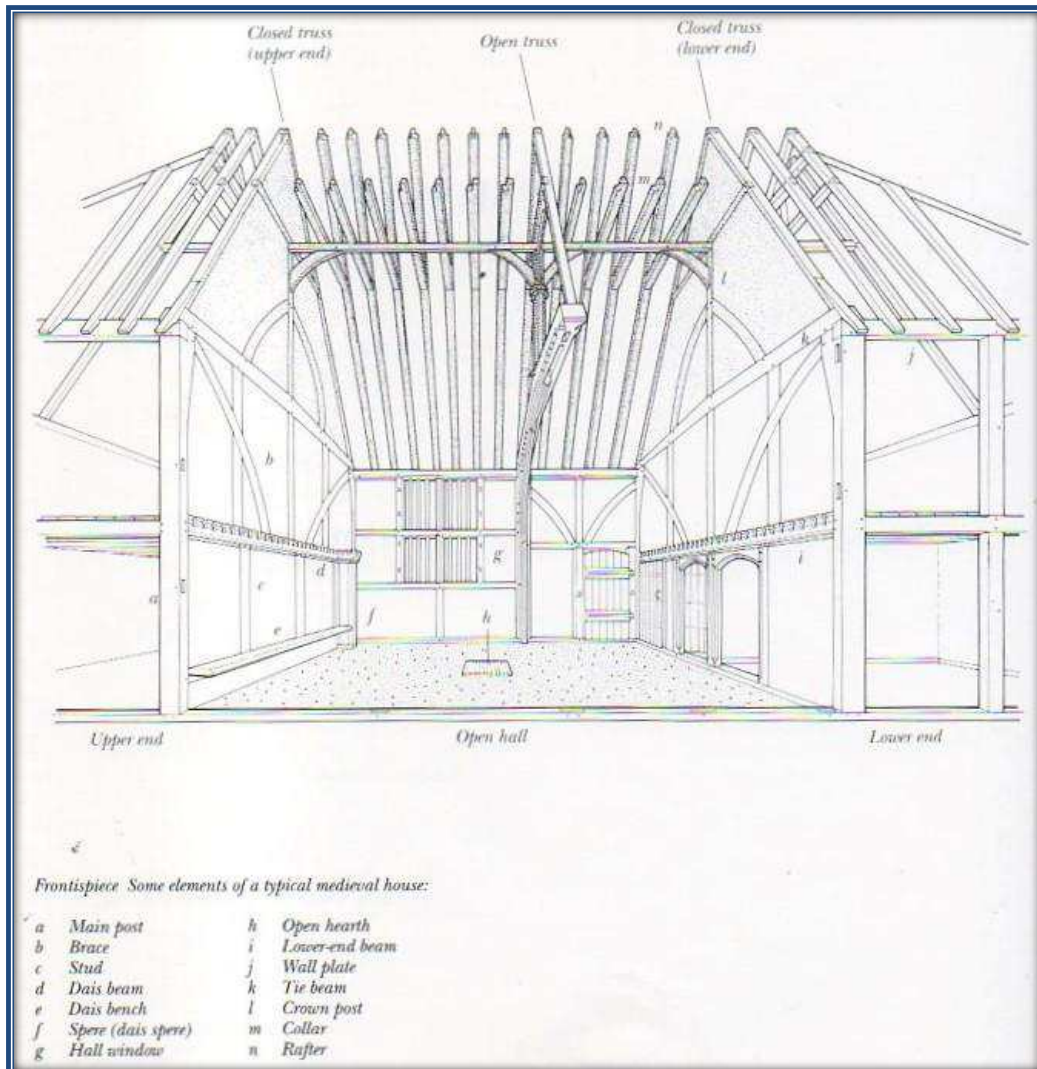 Closed truss
(upper end)
Open truss
Closed truss
(lower end)
n
m
l
k
j
b
d
g
i
a
c
e
f
h
Upper end
Open hall
Lower end
Frontispiece Some elements of a typical medieval house:
a Main post
b Brace
c Stud
d Dais beam
e Dais bench
f Spere (dais spere)
g Hall window
h Open hearth
i Lower-end beam
j Wall plate
k Tie beam
l Crown post
m Collar
n Rafter